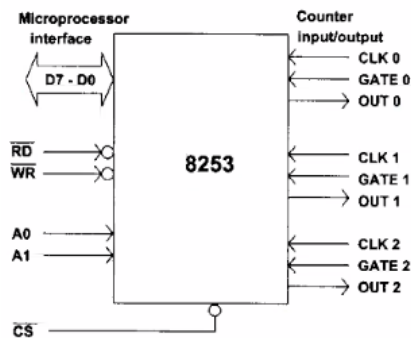 Microprocessor
interface
Counter
input/output
D7 - D0
8253
CLK 0
GATE 0
OUT 0
RD
WR
CLK 1
GATE 1
OUT 1
A0
A1
CLK 2
GATE 2
OUT 2
CS